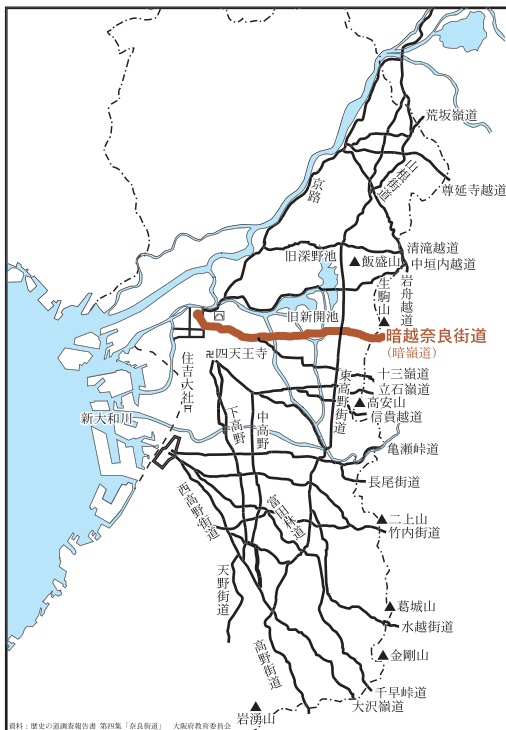 荒坂嶺道
山根街道
尊延寺越道
京路
清滝越道
旧深野池
飯盛山
中垣内越道
岩舟越道
生駒山
旧新開池
暗越奈良街道
(暗嶺道)
卍四天王寺
住吉大社
十三嶺道
東高野街道
立石嶺道
高安山
信貴越道
下高野
中高野
新大和川
亀瀬峠道
長尾街道
西高野街道
富田林道
二上山
竹内街道
天野街道
葛城山
水越街道
高野街道
金剛山
千早峠道
大沢嶺道
岩湧山
資料：歴史の道調査報告書 第四集「奈良街道」　大阪府教育委員会